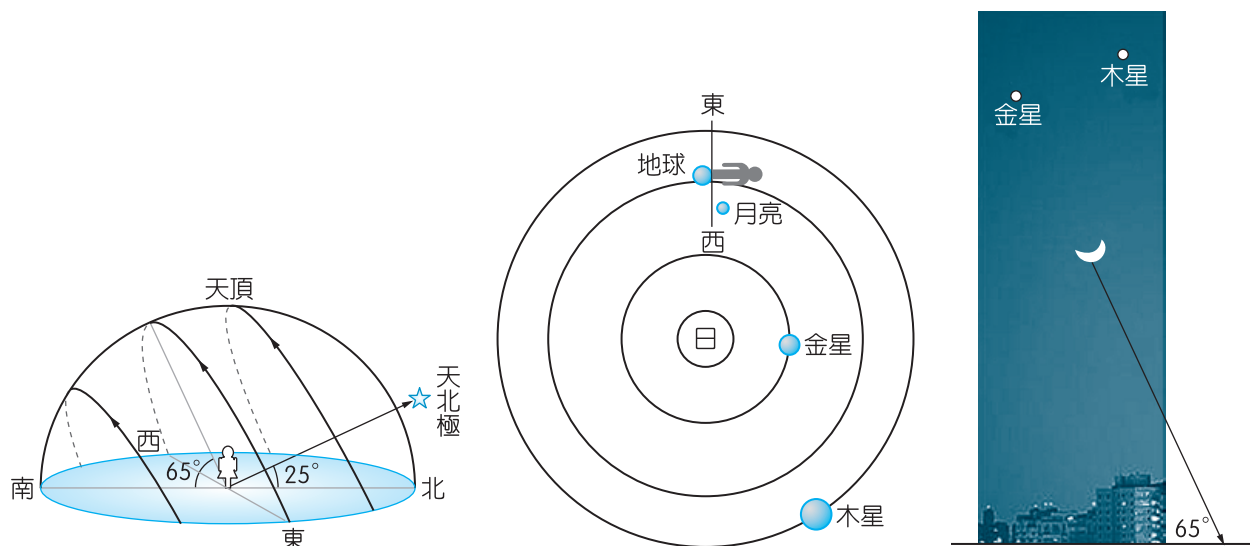 天頂
西
65°
25°
天北極
南
北
東
東
地球
月亮
西
日
金星
木星
木星
金星
65°